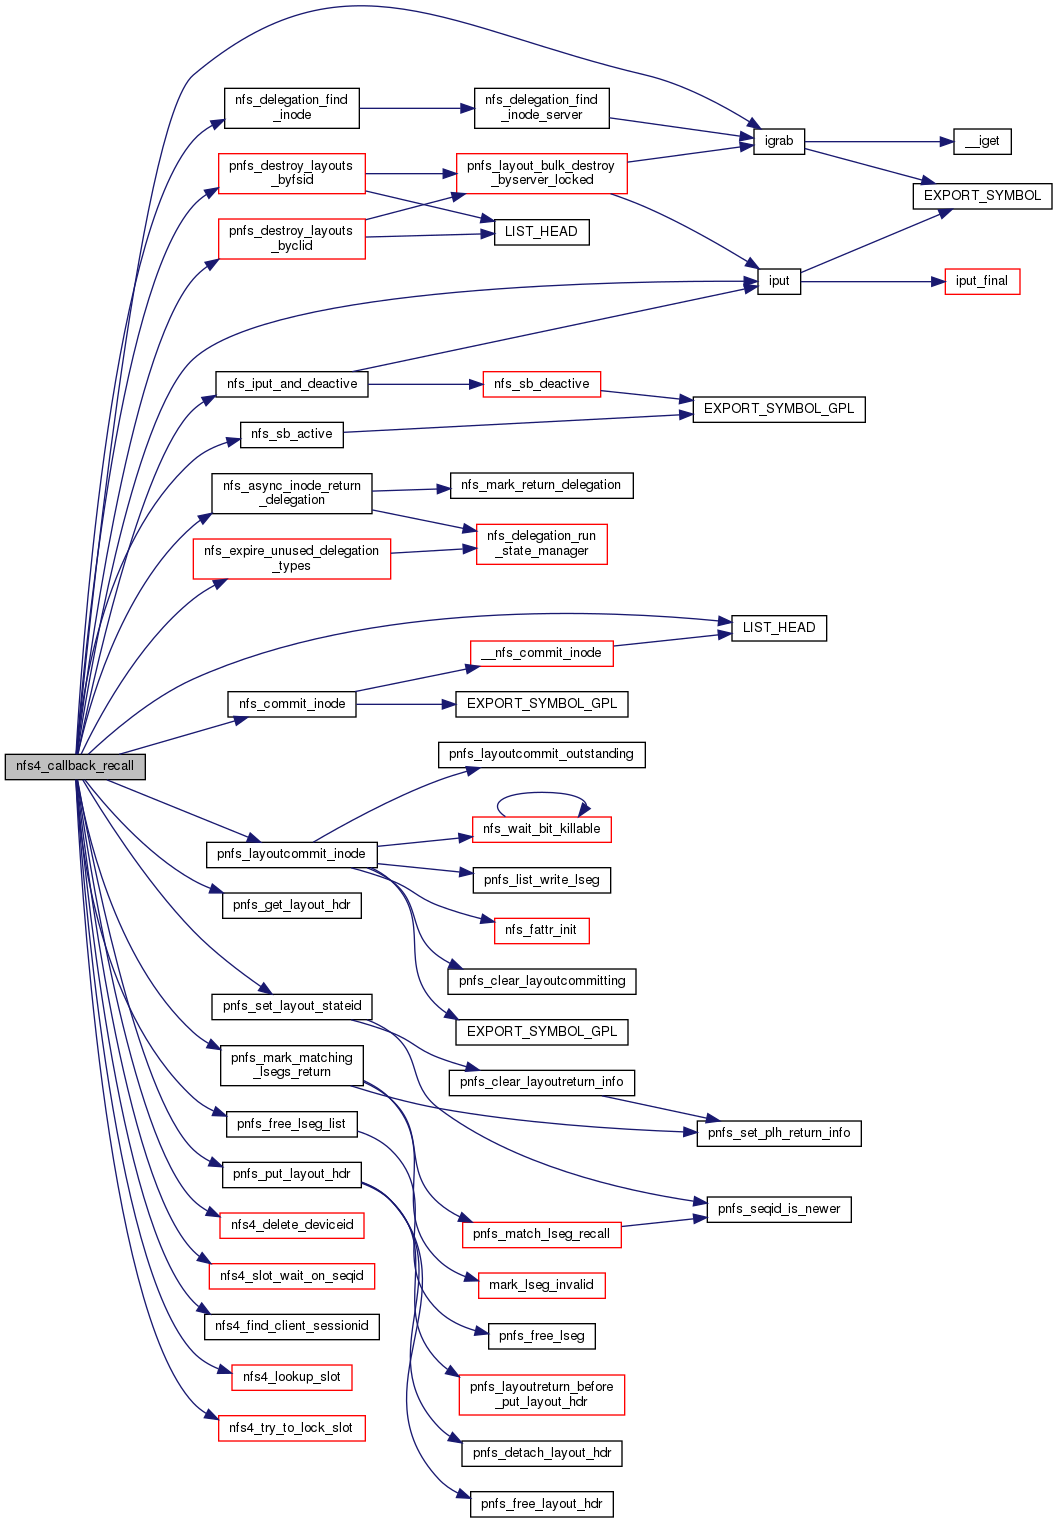 nfs_delegation_find
_inode
nfs_delegation_find
_inode_server
igrab
__iget
pnfs_destroy_layouts
_byfsid
pnfs_layout_bulk_destroy
_byserver_locked
EXPORT_SYMBOL
pnfs_destroy_layouts
_byclid
LIST_HEAD
iput
iput_final
nfs_iput_and_deactive
nfs_sb_deactive
EXPORT_SYMBOL_GPL
nfs_sb_active
nfs_async_inode_return
_delegation
nfs_mark_return_delegation
nfs_expire_unused_delegation
_types
nfs_delegation_run
_state_manager
LIST_HEAD
__nfs_commit_inode
nfs_commit_inode
EXPORT_SYMBOL_GPL
nfs4_callback_recall
pnfs_layoutcommit_outstanding
nfs_wait_bit_killable
pnfs_layoutcommit_inode
pnfs_list_write_lseg
pnfs_get_layout_hdr
nfs_fattr_init
pnfs_clear_layoutcommitting
pnfs_set_layout_stateid
EXPORT_SYMBOL_GPL
pnfs_mark_matching
_lsegs_return
pnfs_clear_layoutreturn_info
pnfs_free_lseg_list
pnfs_set_plh_return_info
pnfs_put_layout_hdr
pnfs_seqid_is_newer
nfs4_delete_deviceid
pnfs_match_lseg_recall
nfs4_slot_wait_on_seqid
mark_lseg_invalid
nfs4_find_client_sessionid
pnfs_free_lseg
nfs4_lookup_slot
pnfs_layoutreturn_before
_put_layout_hdr
nfs4_try_to_lock_slot
pnfs_detach_layout_hdr
pnfs_free_layout_hdr